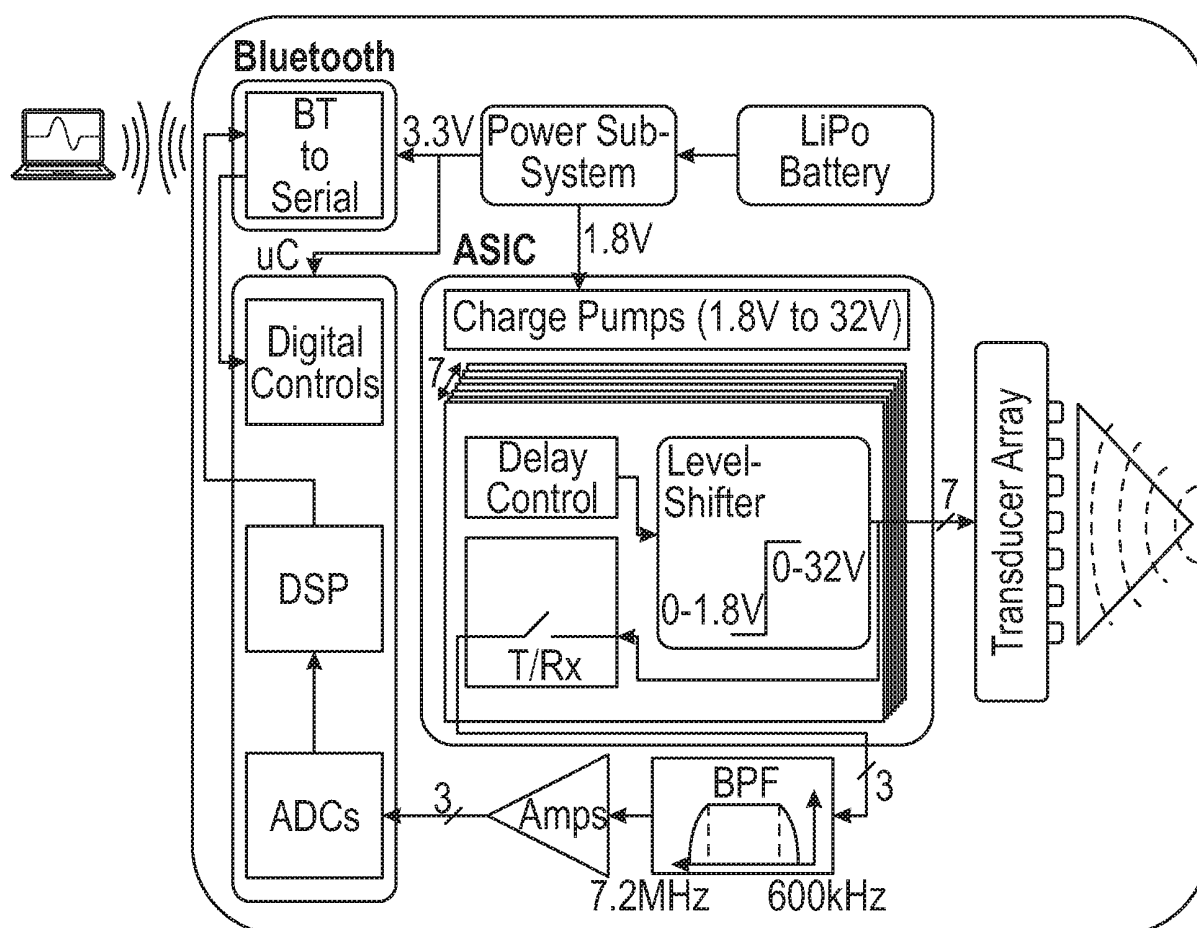 Bluetooth
BT
to
Serial
3.3V
Power Sub-
System
LiPo
Battery
1.8V
uC
ASIC
Charge Pumps (1.8V to 32V)
Digital
Controls
7
Delay
Control
Level-
Shifter
0-32V
0-1.8V
T/Rx
7
Transducer Array
DSP
ADCs
3
Amps
BPF
3
7.2MHz
600kHz